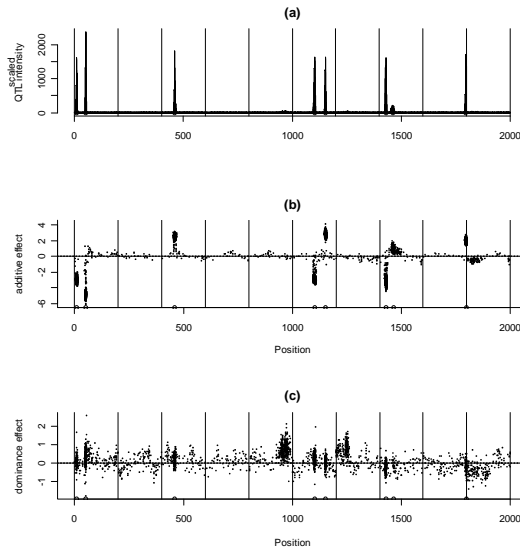 (a)
scaled
QTL intensity
0 1000 2000
0 500 1000 1500 2000
(b)
additive effect
-6 -2 0 2 4
0 500 1000 1500 2000
Position
(c)
dominance effect
-1 0 1 2
0 500 1000 1500 2000
Position